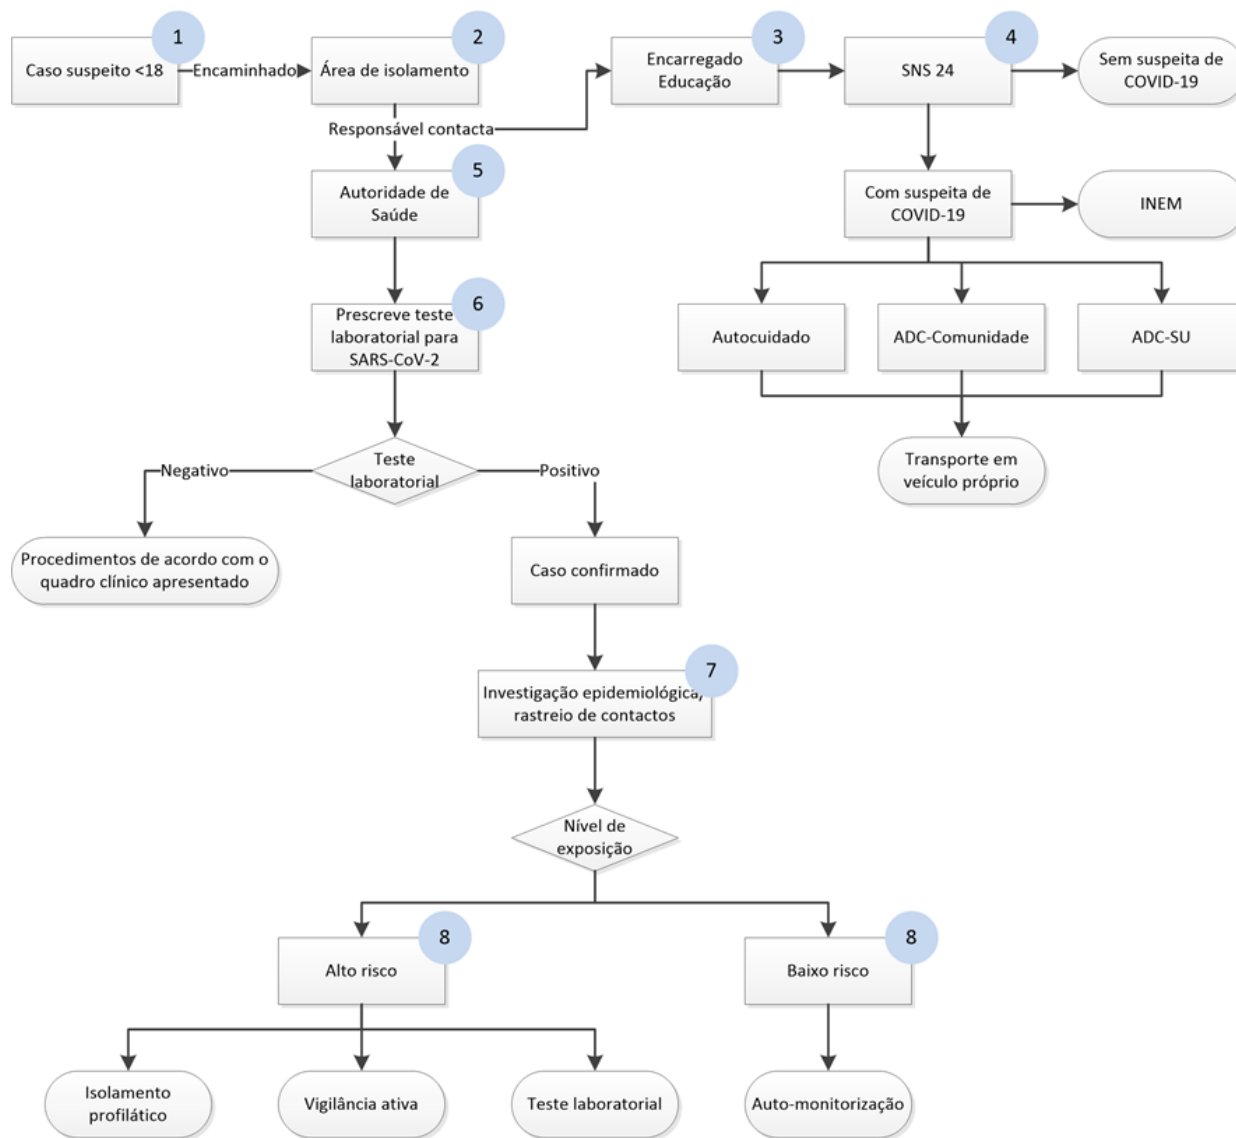 1
Caso suspeito <18
Encaminhado
2
Área de isolamento
3
Encarregado
Educação
4
SNS 24
Sem suspeita de
COVID-19
Responsável contacta
5
Autoridade de
Saúde
Com suspeita de
COVID-19
INEM
6
Prescreve teste
laboratorial para
SARS-CoV-2
Autocuidado
ADC-Comunidade
ADC-SU
Negativo
Teste
laboratorial
Positivo
Transporte em
veículo próprio
Procedimentos de acordo com o
quadro clínico apresentado
Caso confirmado
7
Investigação epidemiológica/
rastreio de contactos
Nível de
exposição
8
Alto risco
8
Baixo risco
Isolamento
profilático
Vigilância ativa
Teste laboratorial
Auto-monitorização